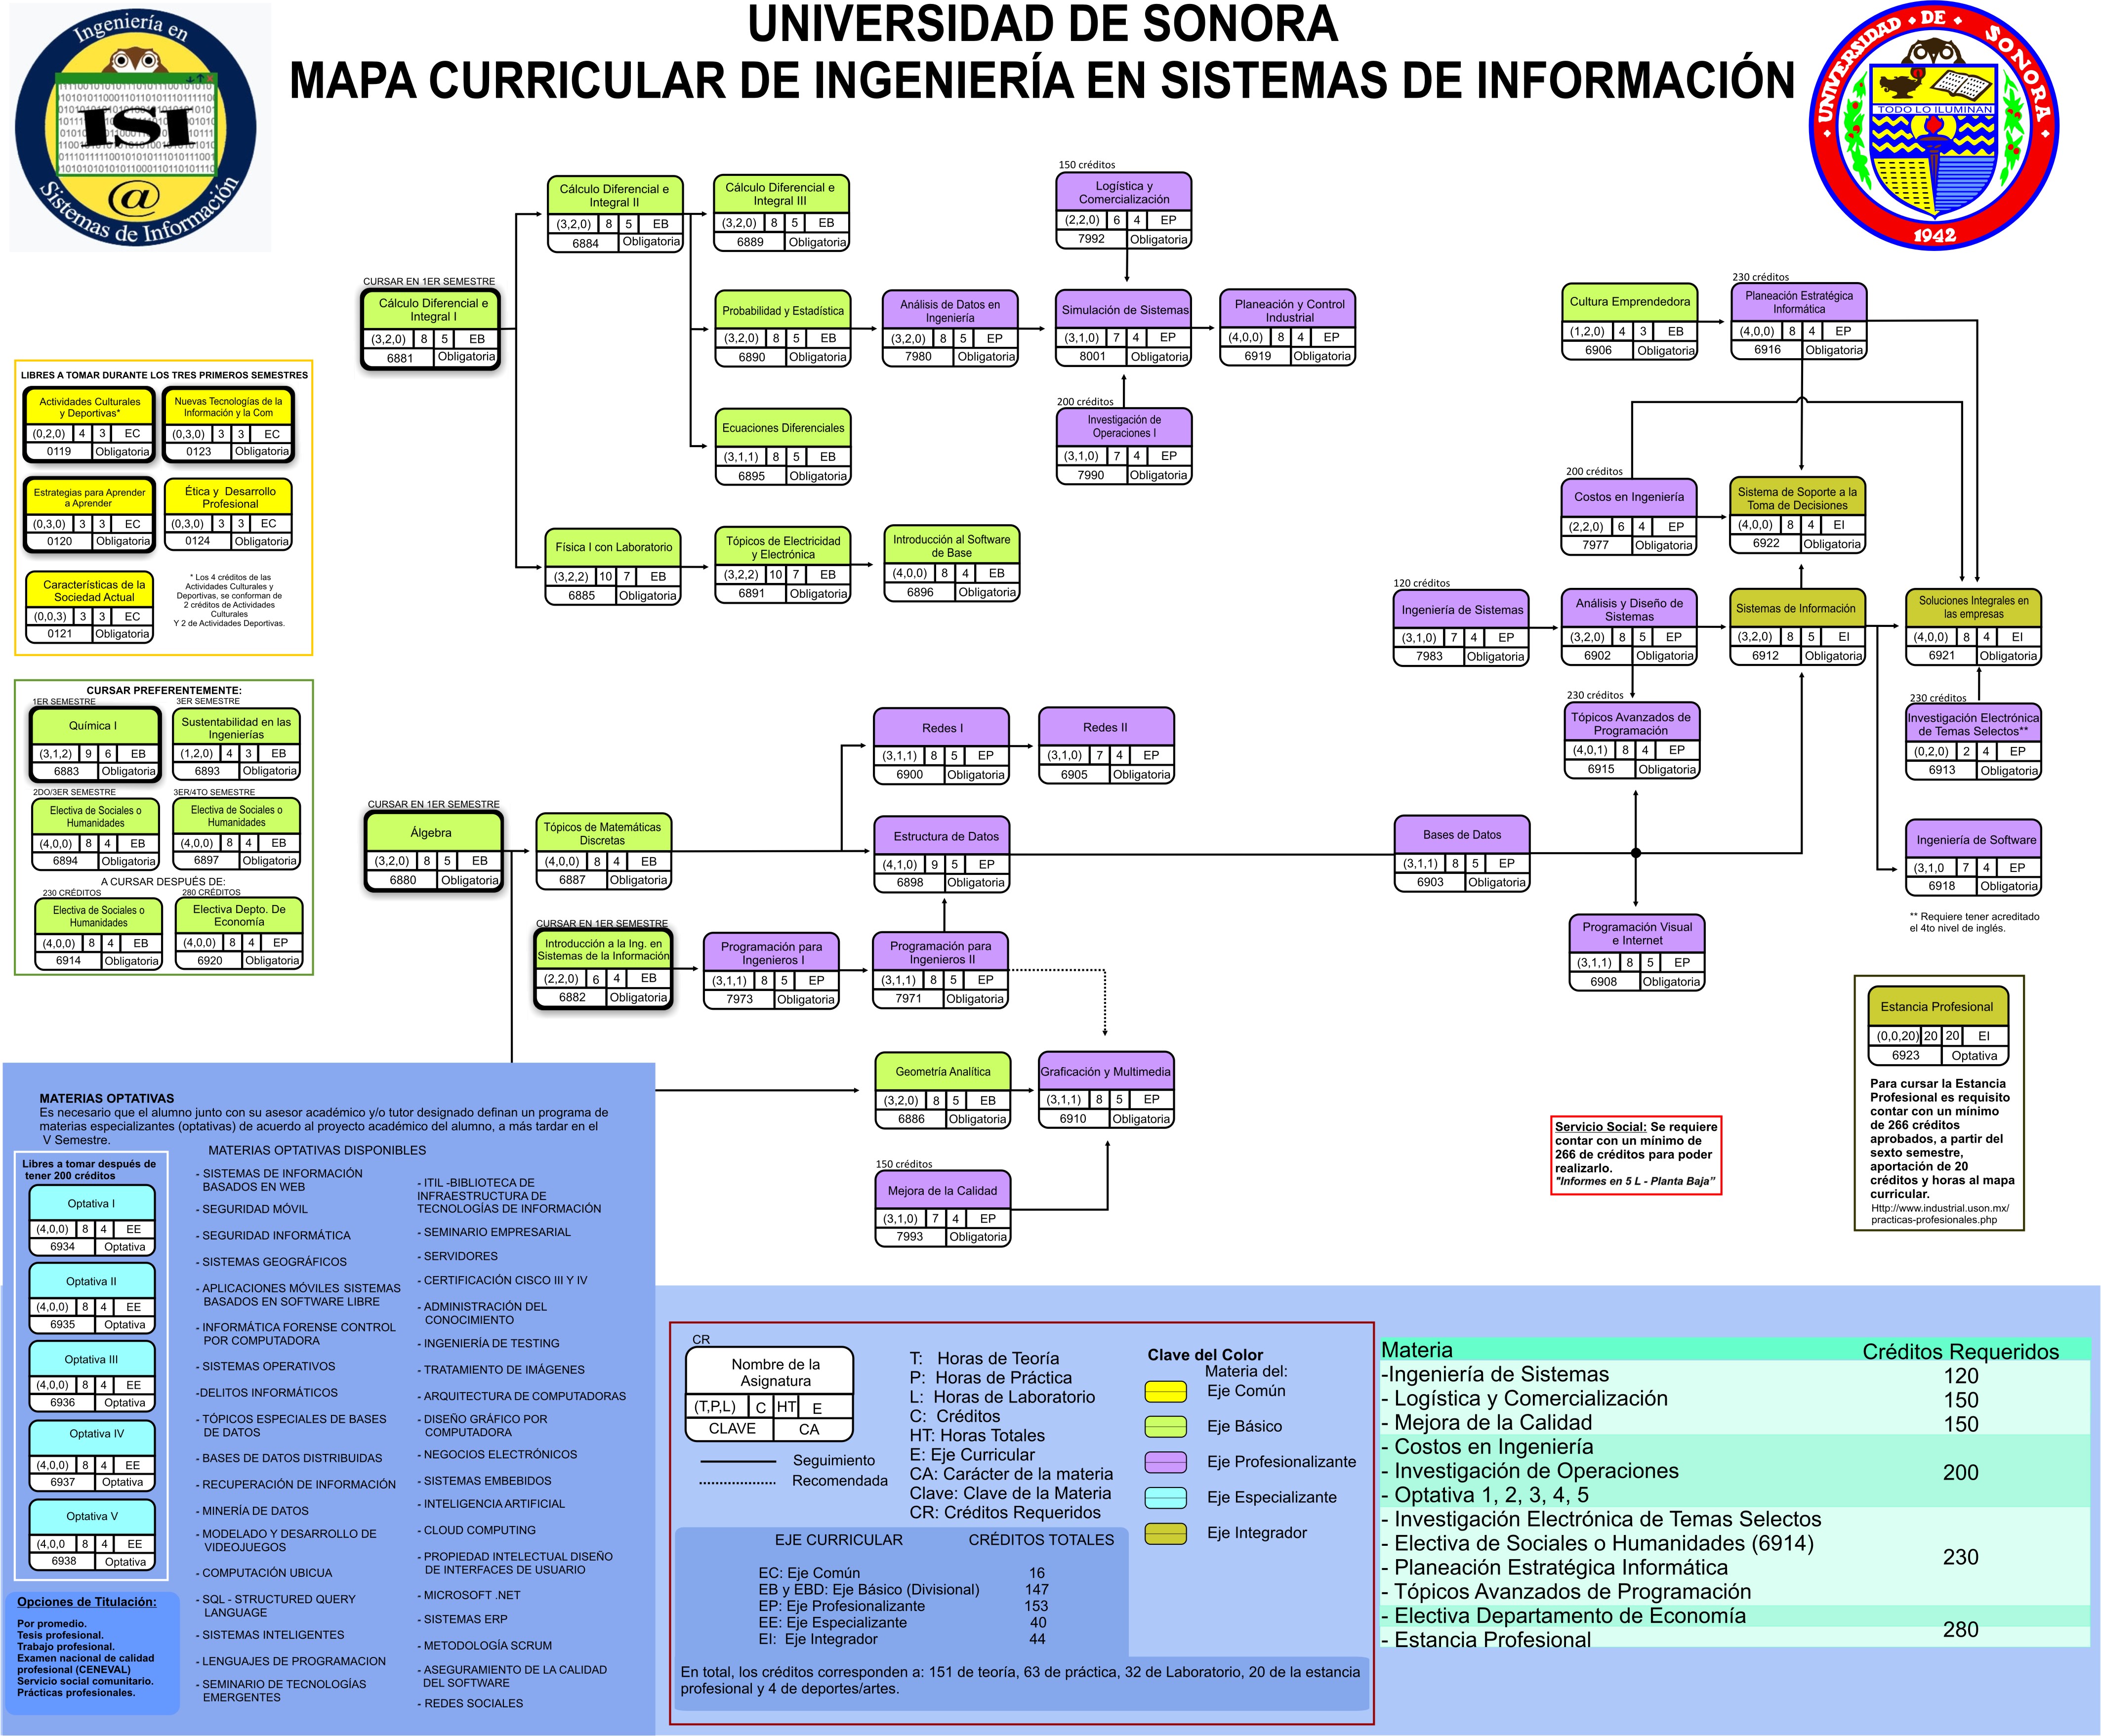 UNIVERSIDAD DE SONORA
MAPA CURRICULAR DE INGENIERÍA EN SISTEMAS DE INFORMACIÓN
Ingeniería en
ISI
@
Sistemas de Información
UNIVERSIDAD DE SONORA
TODO LO ILUMINAN
1942
CURSAR EN 1ER SEMESTRE
Cálculo Diferencial e
Integral I
(3,2,0) 8 5 EB
6881 Obligatoria
Cálculo Diferencial e
Integral II
(3,2,0) 8 5 EB
6884 Obligatoria
Cálculo Diferencial e
Integral III
(3,2,0) 8 5 EB
6889 Obligatoria
150 créditos
Logística y
Comercialización
(2,2,0) 6 4 EP
7992 Obligatoria
Probabilidad y Estadística
(3,2,0) 8 5 EB
6890 Obligatoria
Análisis de Datos en
Ingeniería
(3,2,0) 8 5 EP
7980 Obligatoria
Simulación de Sistemas
(3,1,0) 7 4 EP
8001 Obligatoria
Planeación y Control
Industrial
(4,0,0) 8 4 EP
6919 Obligatoria
Ecuaciones Diferenciales
(3,1,1) 8 5 EB
6895 Obligatoria
200 créditos
Investigación de
Operaciones I
(3,1,0) 7 4 EP
7990 Obligatoria
Física I con Laboratorio
(3,2,2) 10 7 EB
6885 Obligatoria
Tópicos de Electricidad
y Electrónica
(3,2,2) 10 7 EB
6891 Obligatoria
Introducción al Software
de Base
(4,0,0) 8 4 EB
6896 Obligatoria
Cultura Emprendedora
(1,2,0) 4 3 EB
6906 Obligatoria
230 créditos
Planeación Estratégica
Informática
(4,0,0) 8 4 EP
6916 Obligatoria
200 créditos
Costos en Ingeniería
(2,2,0) 6 4 EP
7977 Obligatoria
Sistema de Soporte a la
Toma de Decisiones
(4,0,0) 8 4 EI
6922 Obligatoria
120 créditos
Ingeniería de Sistemas
(3,1,0) 7 4 EP
7983 Obligatoria
Análisis y Diseño de
Sistemas
(3,2,0) 8 5 EP
6902 Obligatoria
Sistemas de Información
(3,2,0) 8 5 EI
6912 Obligatoria
Soluciones Integrales en
las empresas
(4,0,0) 8 4 EI
6921 Obligatoria
230 créditos
Tópicos Avanzados de
Programación
(4,0,1) 8 4 EP
6915 Obligatoria
230 créditos
Investigación Electrónica
de Temas Selectos**
(0,2,0) 2 4 EP
6913 Obligatoria
Ingeniería de Software
(3,1,0 7 4 EP
6918 Obligatoria
** Requiere tener acreditado
el 4to nivel de inglés.
LIBRES A TOMAR DURANTE LOS TRES PRIMEROS SEMESTRES
Actividades Culturales
y Deportivas*
(0,2,0) 4 3 EC
0119 Obligatoria
Nuevas Tecnologías de la
Información y la Com
(0,3,0) 3 3 EC
0123 Obligatoria
Estrategias para Aprender
a Aprender
(0,3,0) 3 3 EC
0120 Obligatoria
Ética y Desarrollo
Profesional
(0,3,0) 3 3 EC
0124 Obligatoria
Características de la
Sociedad Actual
(0,0,3) 3 3 EC
0121 Obligatoria
* Los 4 créditos de las
Actividades Culturales y
Deportivas, se conforman de
2 créditos de Actividades
Culturales
Y 2 de Actividades Deportivas.
CURSAR PREFERENTEMENTE:
1ER SEMESTRE
Química I
(3,1,2) 9 6 EB
6883 Obligatoria
3ER SEMESTRE
Sustentabilidad en las
Ingenierías
(1,2,0) 4 3 EB
6893 Obligatoria
2DO/3ER SEMESTRE
Electiva de Sociales o
Humanidades
(4,0,0) 8 4 EB
6894 Obligatoria
3ER/4TO SEMESTRE
Electiva de Sociales o
Humanidades
(4,0,0) 8 4 EB
6897 Obligatoria
A CURSAR DESPUÉS DE:
230 CRÉDITOS
Electiva de Sociales o
Humanidades
(4,0,0) 8 4 EB
6914 Obligatoria
280 CRÉDITOS
Electiva Depto. De
Economía
(4,0,0) 8 4 EP
6920 Obligatoria
CURSAR EN 1ER SEMESTRE
Álgebra
(3,2,0) 8 5 EB
6880 Obligatoria
Tópicos de Matemáticas
Discretas
(4,0,0) 8 4 EB
6887 Obligatoria
Redes I
(3,1,1) 8 5 EP
6900 Obligatoria
Redes II
(3,1,0) 7 4 EP
6905 Obligatoria
Estructura de Datos
(4,1,0) 9 5 EP
6898 Obligatoria
Bases de Datos
(3,1,1) 8 5 EP
6903 Obligatoria
Programación Visual
e Internet
(3,1,1) 8 5 EP
6908 Obligatoria
CURSAR EN 1ER SEMESTRE
Introducción a la Ing. en
Sistemas de la Información
(2,2,0) 6 4 EB
6882 Obligatoria
Programación para
Ingenieros I
(3,1,1) 8 5 EP
7973 Obligatoria
Programación para
Ingenieros II
(3,1,1) 8 5 EP
7971 Obligatoria
Geometría Analítica
(3,2,0) 8 5 EB
6886 Obligatoria
Graficación y Multimedia
(3,1,1) 8 5 EP
6910 Obligatoria
150 créditos
Mejora de la Calidad
(3,1,0) 7 4 EP
7993 Obligatoria
Servicio Social: Se requiere
contar con un mínimo de
266 de créditos para poder
realizarlo.
"Informes en 5 L - Planta Baja"
Estancia Profesional
(0,0,20) 20 20 EI
6923 Optativa
Para cursar la Estancia
Profesional es requisito
contar con un mínimo
de 266 créditos
aprobados, a partir del
sexto semestre,
aportación de 20
créditos y horas al mapa
curricular.
Http://www.industrial.uson.mx/
practicas-profesionales.php
MATERIAS OPTATIVAS
Es necesario que el alumno junto con su asesor académico y/o tutor designado definan un programa de
materias especializantes (optativas) de acuerdo al proyecto académico del alumno, a más tardar en el
V Semestre.
Libres a tomar después de
tener 200 créditos
Optativa I
(4,0,0) 8 4 EE
6934 Optativa
Optativa II
(4,0,0) 8 4 EE
6935 Optativa
Optativa III
(4,0,0) 8 4 EE
6936 Optativa
Optativa IV
(4,0,0) 8 4 EE
6937 Optativa
Optativa V
(4,0,0 8 4 EE
6938 Optativa
Opciones de Titulación:
Por promedio.
Tesis profesional.
Trabajo profesional.
Examen nacional de calidad
profesional (CENEVAL)
Servicio social comunitario.
Prácticas profesionales.
MATERIAS OPTATIVAS DISPONIBLES
- SISTEMAS DE INFORMACIÓN
BASADOS EN WEB
- SEGURIDAD MÓVIL
- SEGURIDAD INFORMÁTICA
- SISTEMAS GEOGRÁFICOS
- APLICACIONES MÓVILES SISTEMAS
BASADOS EN SOFTWARE LIBRE
- INFORMÁTICA FORENSE CONTROL
POR COMPUTADORA
- SISTEMAS OPERATIVOS
-DELITOS INFORMÁTICOS
- TÓPICOS ESPECIALES DE BASES
DE DATOS
- BASES DE DATOS DISTRIBUIDAS
- RECUPERACIÓN DE INFORMACIÓN
- MINERÍA DE DATOS
- MODELADO Y DESARROLLO DE
VIDEOJUEGOS
- COMPUTACIÓN UBICUA
- SQL - STRUCTURED QUERY
LANGUAGE
- SISTEMAS INTELIGENTES
- LENGUAJES DE PROGRAMACION
- SEMINARIO DE TECNOLOGÍAS
EMERGENTES
- ITIL -BIBLIOTECA DE
INFRAESTRUCTURA DE
TECNOLOGÍAS DE INFORMACIÓN
- SEMINARIO EMPRESARIAL
- SERVIDORES
- CERTIFICACIÓN CISCO III Y IV
- ADMINISTRACIÓN DEL
CONOCIMIENTO
- INGENIERÍA DE TESTING
- TRATAMIENTO DE IMÁGENES
- ARQUITECTURA DE COMPUTADORAS
- DISEÑO GRÁFICO POR
COMPUTADORA
- NEGOCIOS ELECTRÓNICOS
- SISTEMAS EMBEBIDOS
- INTELIGENCIA ARTIFICIAL
- CLOUD COMPUTING
- PROPIEDAD INTELECTUAL DISEÑO
DE INTERFACES DE USUARIO
- MICROSOFT .NET
- SISTEMAS ERP
- METODOLOGÍA SCRUM
- ASEGURAMIENTO DE LA CALIDAD
DEL SOFTWARE
- REDES SOCIALES
CR
Nombre de la
Asignatura
(T,P,L) C HT E
CLAVE CA
Seguimiento
Recomendada
T: Horas de Teoría
P: Horas de Práctica
L: Horas de Laboratorio
C: Créditos
HT: Horas Totales
E: Eje Curricular
CA: Carácter de la materia
Clave: Clave de la Materia
CR: Créditos Requeridos
Clave del Color
Materia del:
Eje Común
Eje Básico
Eje Profesionalizante
Eje Especializante
Eje Integrador
EJE CURRICULAR CRÉDITOS TOTALES
EC: Eje Común 16
EB y EBD: Eje Básico (Divisional) 147
EP: Eje Profesionalizante 153
EE: Eje Especializante 40
EI: Eje Integrador 44
En total, los créditos corresponden a: 151 de teoría, 63 de práctica, 32 de Laboratorio, 20 de la estancia
profesional y 4 de deportes/artes.
Materia Créditos Requeridos
-Ingeniería de Sistemas 120
- Logística y Comercialización 150
- Mejora de la Calidad 150
- Costos en Ingeniería
- Investigación de Operaciones 200
- Optativa 1, 2, 3, 4, 5
- Investigación Electrónica de Temas Selectos
- Electiva de Sociales o Humanidades (6914)
230
- Planeación Estratégica Informática
- Tópicos Avanzados de Programación
- Electiva Departamento de Economía
280
- Estancia Profesional